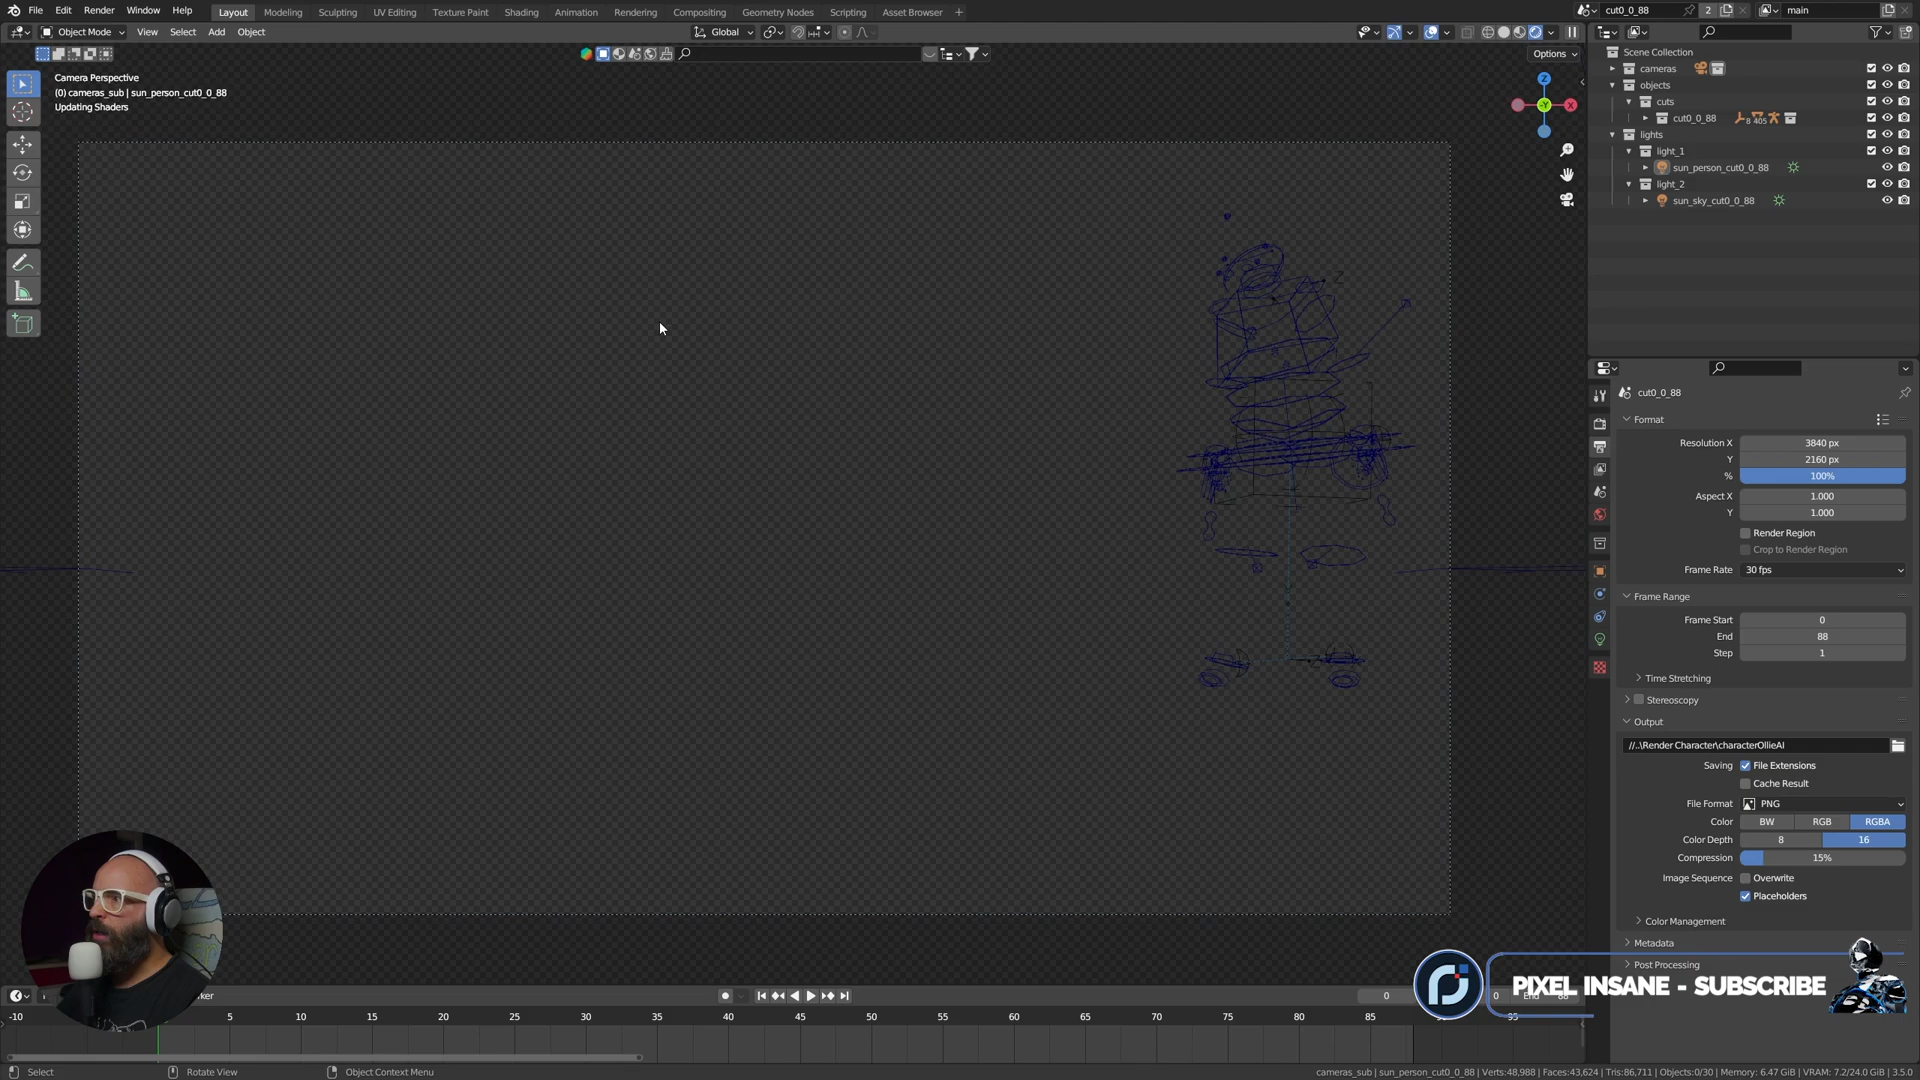 File Edit Render Window Help Layout Modeling Sculpting UV Editing Texture Paint Shading Animation Rendering Compositing Geometry Nodes Scripting Asset Browser + cut0_0_88 2 main
Object Mode View Select Add Object Global
Options
Camera Perspective
(0) cameras_sub | sun_person_cut0_0_88
Updating Shaders
Z
-Y
X
Scene Collection
cameras
objects
cuts
cut0_0_88 8 405
lights
light_1
sun_person_cut0_0_88
light_2
sun_sky_cut0_0_88
cut0_0_88
Format
Resolution X 3840 px
Y 2160 px
% 100%
Aspect X 1.000
Y 1.000
Render Region
Crop to Render Region
Frame Rate 30 fps
Frame Range
Frame Start 0
End 88
Step 1
Time Stretching
Stereoscopy
Output
//..\Render Character\characterOllieAI
Saving File Extensions
Cache Result
File Format PNG
Color BW RGB RGBA
Color Depth 8 16
Compression 15%
Image Sequence Overwrite
Placeholders
Color Management
Metadata
Post Processing
PIXEL INSANE - SUBSCRIBE
0
-10 5 10 15 20 25 30 35 40 45 50 55 60 65 70 75 80 85
Select Rotate View Object Context Menu
cameras_sub | sun_person_cut0_0_88 | Verts:48,988 | Faces:43,624 | Tris:86,711 | Objects:0/30 | Memory: 6.47 GiB | VRAM: 7.2/24.0 GiB | 3.5.0